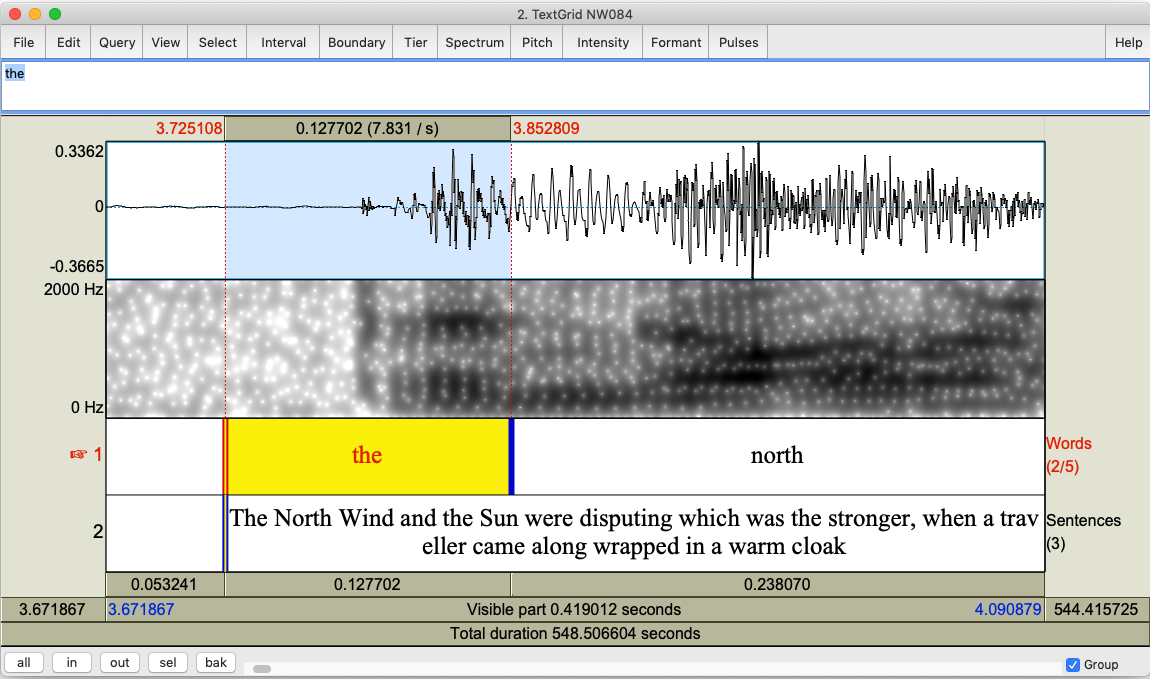 2. TextGrid NW084
File Edit Query View Select Interval Boundary Tier Spectrum Pitch Intensity Formant Pulses Help
the
3.725108 0.127702 (7.831 / s) 3.852809
0.3362
0
-0.3665
2000 Hz
0 Hz
☞ 1 the north Words
(2/5)
2 The North Wind and the Sun were disputing which was the stronger, when a trav
eller came along wrapped in a warm cloak
Sentences
(3)
0.053241 0.127702 0.238070
3.671867 3.671867 Visible part 0.419012 seconds 4.090879 544.415725
Total duration 548.506604 seconds
all in out sel bak Group